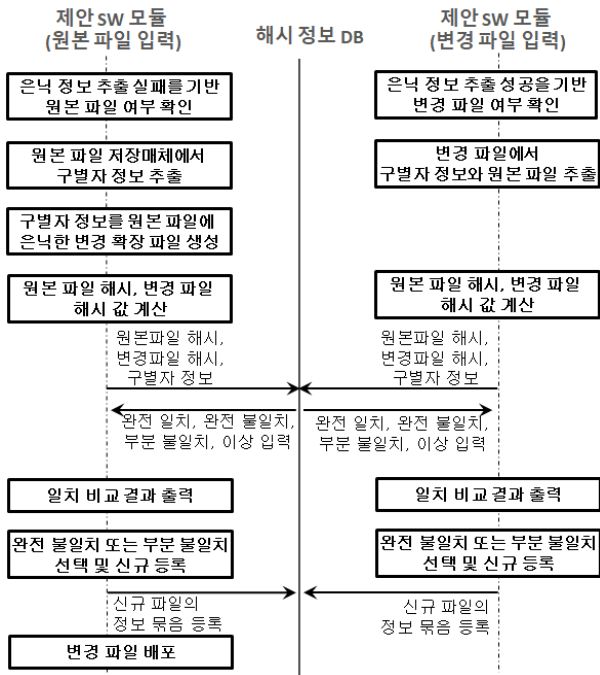 제안 SW 모듈
(원본 파일 입력)
해시 정보 DB
제안 SW 모듈
(변경 파일 입력)
은닉 정보 추출 실패를 기반
원본 파일 여부 확인
은닉 정보 추출 성공을 기반
변경 파일 여부 확인
원본 파일 저장매체에서
구별자 정보 추출
변경 파일에서
구별자 정보와 원본 파일 추출
구별자 정보를 원본 파일에
은닉한 변경 확장 파일 생성
원본 파일 해시, 변경 파일
해시 값 계산
원본 파일 해시, 변경 파일
해시 값 계산
원본파일 해시,
변경파일 해시,
구별자 정보
원본파일 해시,
변경파일 해시,
구별자 정보
완전 일치, 완전 불일치,
부분 불일치, 이상 입력
완전 일치, 완전 불일치,
부분 불일치, 이상 입력
일치 비교 결과 출력
일치 비교 결과 출력
완전 불일치 또는 부분 불일치
선택 및 신규 등록
완전 불일치 또는 부분 불일치
선택 및 신규 등록
신규 파일의
정보 묶음 등록
신규 파일의
정보 묶음 등록
변경 파일 배포